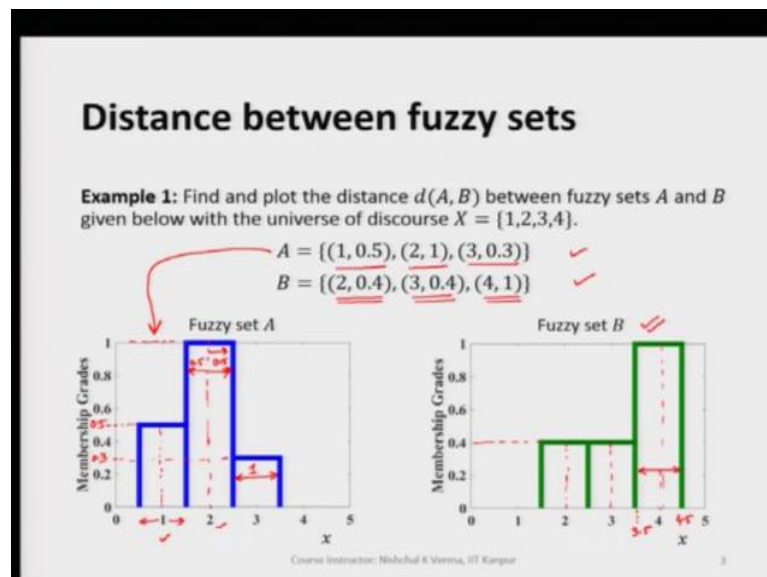 Distance between fuzzy sets
Example 1: Find and plot the distance d(A, B) between fuzzy sets A and B
given below with the universe of discourse X = {1,2,3,4}.
A = {(1, 0.5), (2, 1), (3, 0.3)}
B = {(2, 0.4), (3, 0.4), (4, 1)}
Fuzzy set A
Membership Grades
1
0.8
0.6
0.4
0.2
0
0 1 2 3 4 5
x
0.5
0.3
0.5
1
Fuzzy set B
Membership Grades
1
0.8
0.6
0.4
0.2
0
0 1 2 3 4 5
x
3.5
4.5
Course Instructor: Nishchal K Verma, IIT Kanpur
3